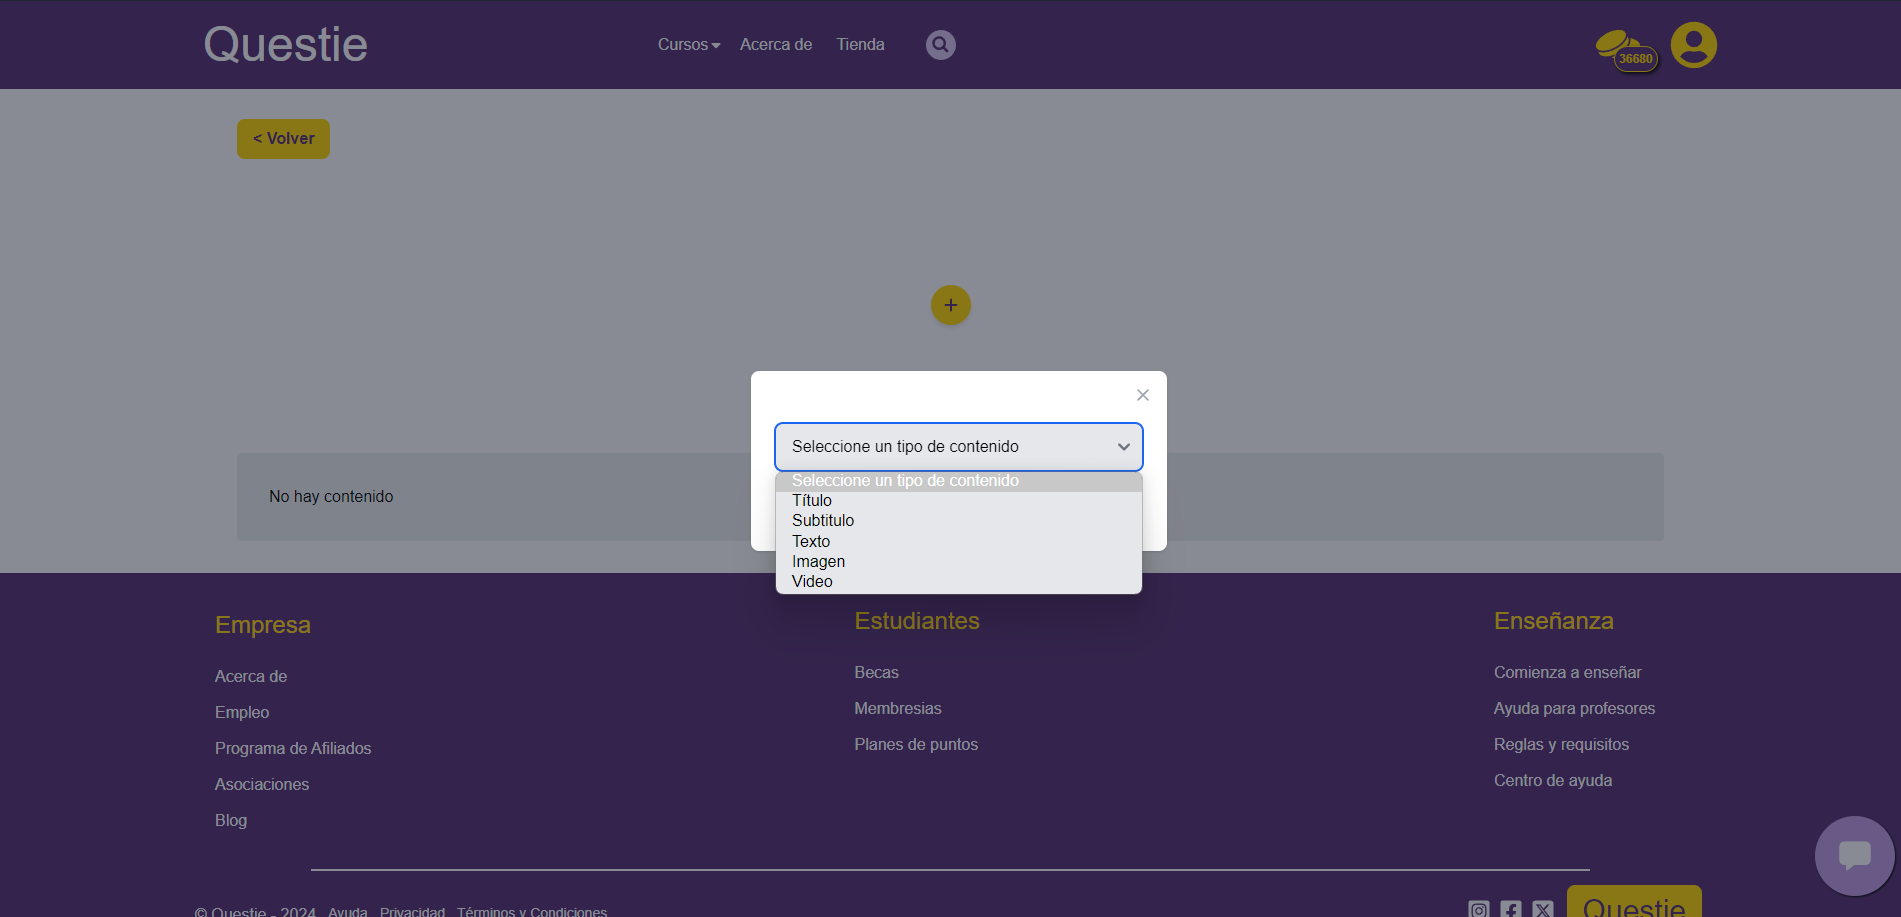 Questie
Cursos
Acerca de
Tienda
36680
< Volver
+
Seleccione un tipo de contenido
Seleccione un tipo de contenido
Título
Subtitulo
Texto
Imagen
Video
No hay contenido
Empresa
Acerca de
Empleo
Programa de Afiliados
Asociaciones
Blog
Estudiantes
Becas
Membresias
Planes de puntos
Enseñanza
Comienza a enseñar
Ayuda para profesores
Reglas y requisitos
Centro de ayuda
© Questie - 2024 Ayuda Privacidad Términos y Condiciones
Questie